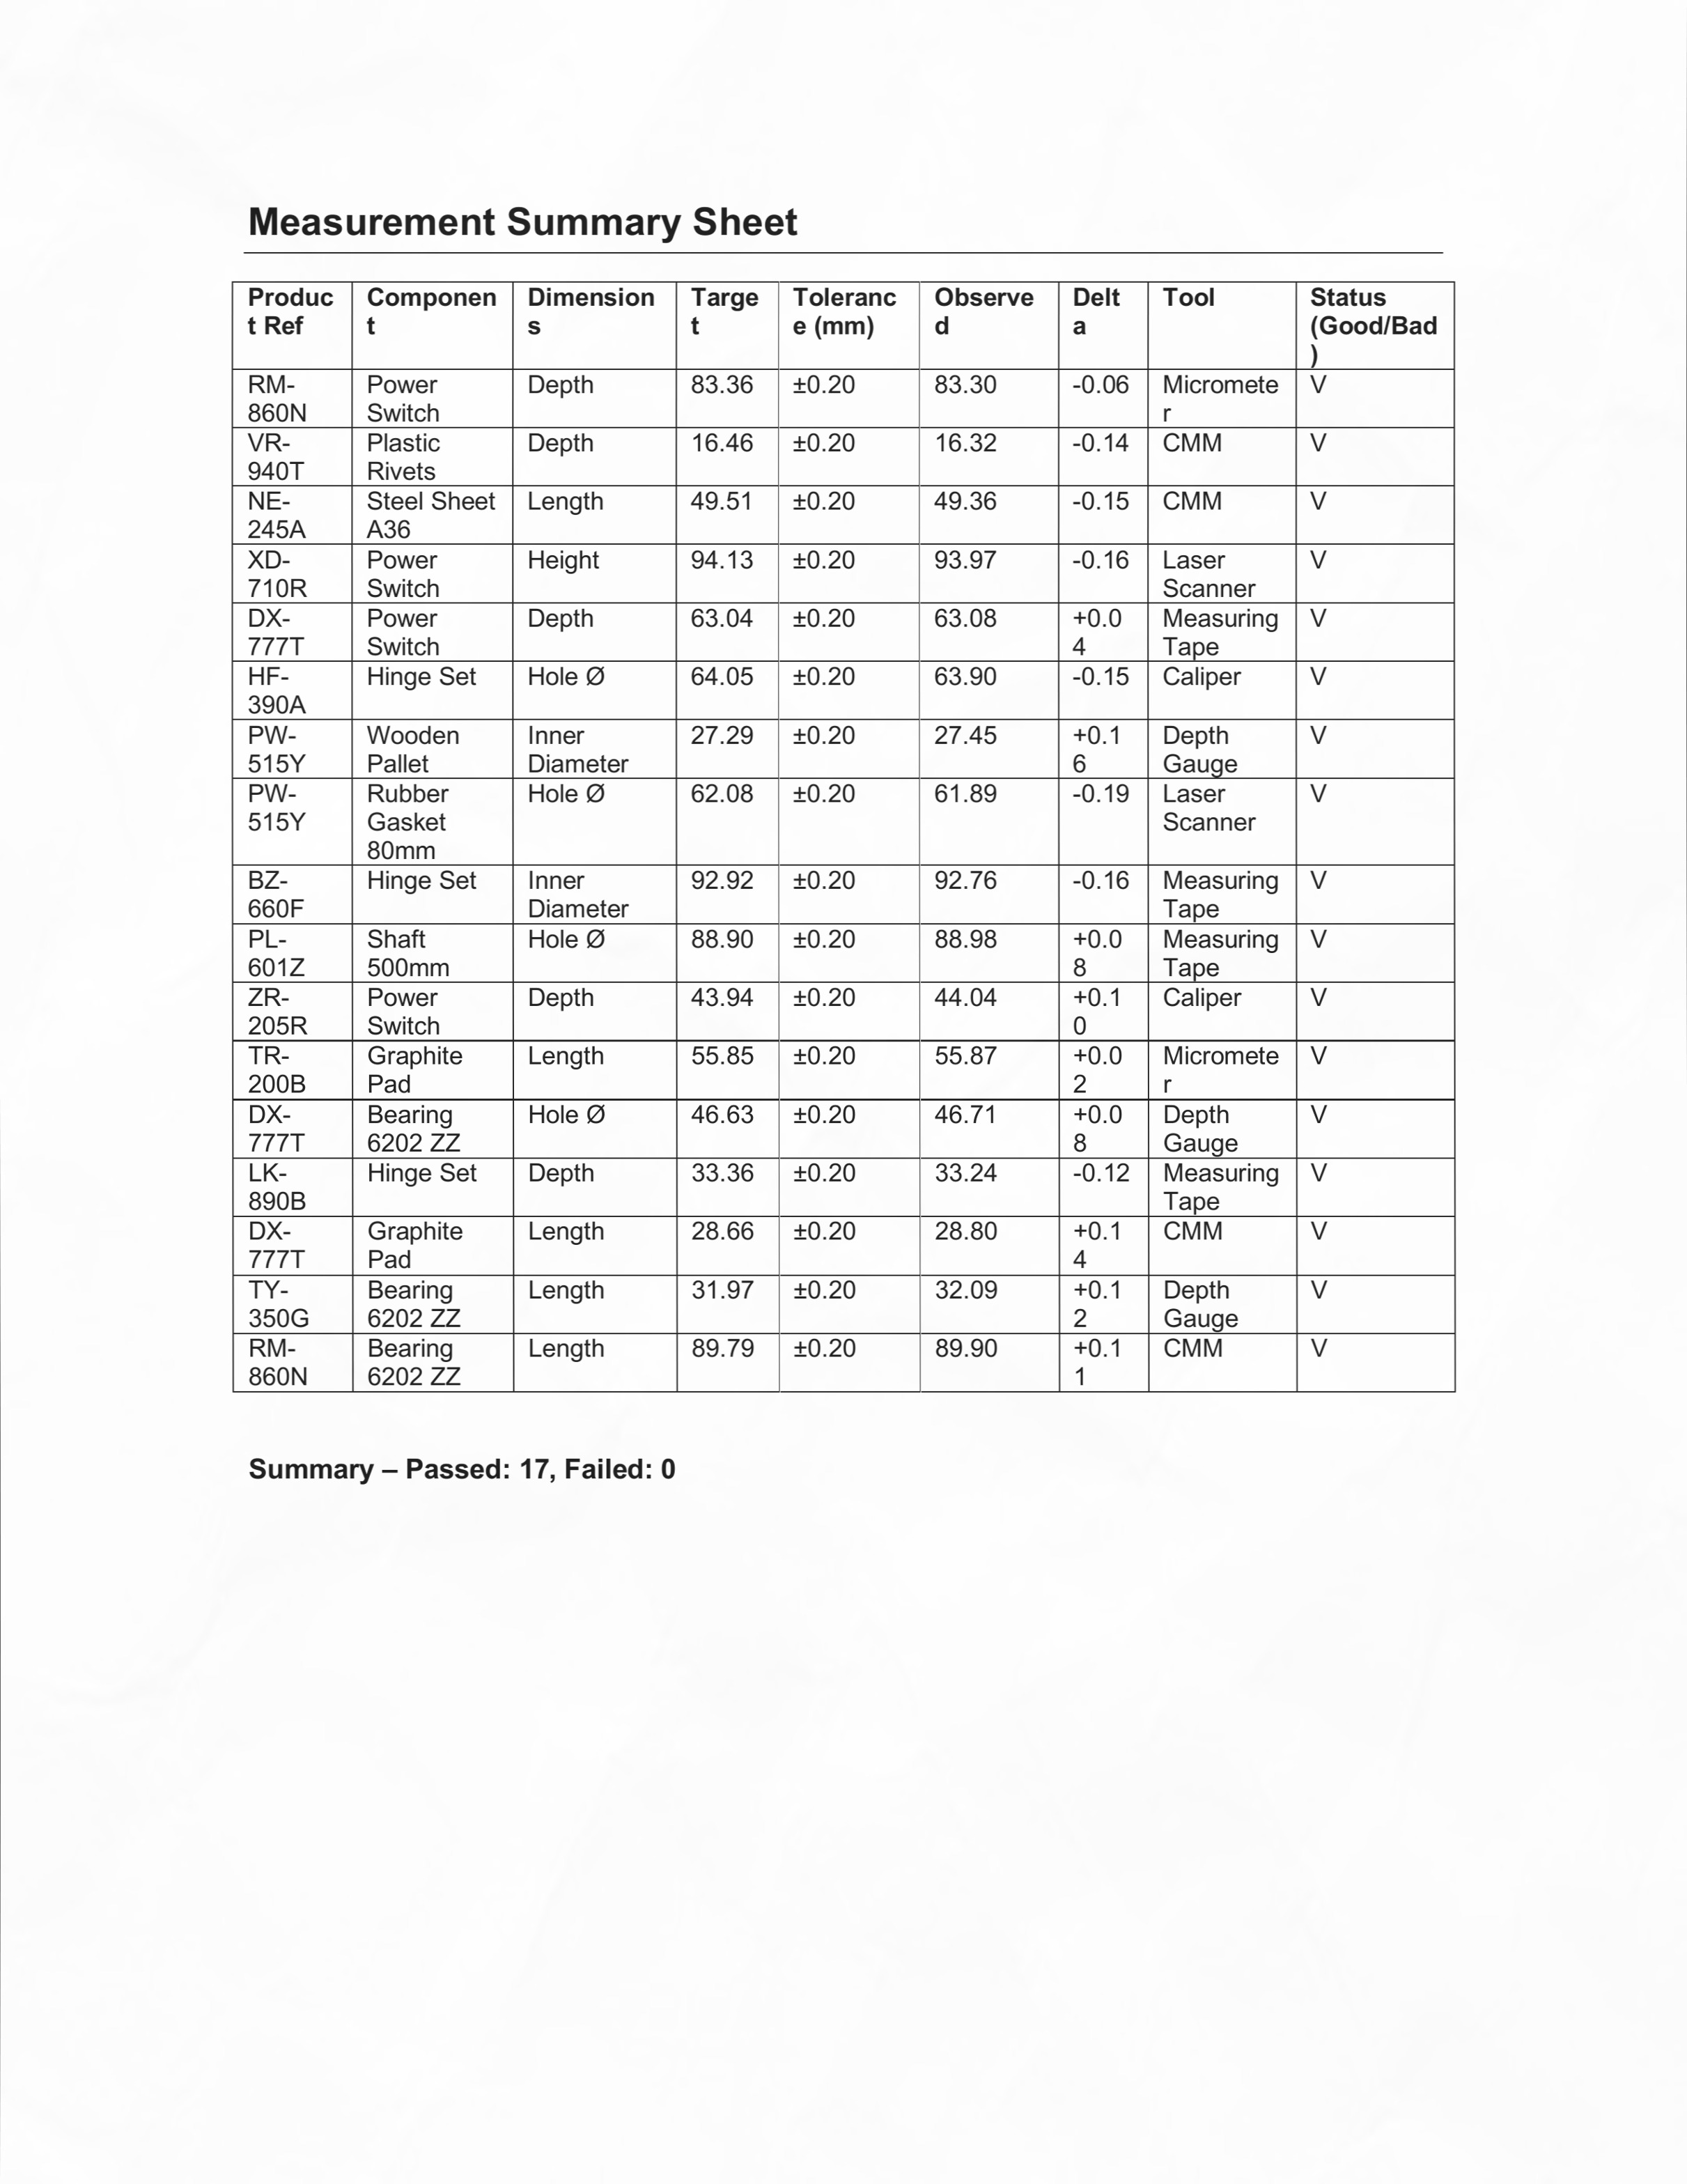 Measurement Summary Sheet
Product Ref Component Dimensions Target Tolerance (mm) Observed Delta Tool Status (Good/Bad)
RM-860N Power Switch Depth 83.36 ±0.20 83.30 -0.06 Micrometer V
VR-940T Plastic Rivets Depth 16.46 ±0.20 16.32 -0.14 CMM V
NE-245A Steel Sheet A36 Length 49.51 ±0.20 49.36 -0.15 CMM V
XD-710R Power Switch Height 94.13 ±0.20 93.97 -0.16 Laser Scanner V
DX-777T Power Switch Depth 63.04 ±0.20 63.08 +0.04 Measuring Tape V
HF-390A Hinge Set Hole Ø 64.05 ±0.20 63.90 -0.15 Caliper V
PW-515Y Wooden Pallet Inner Diameter 27.29 ±0.20 27.45 +0.16 Depth Gauge V
PW-515Y Rubber Gasket 80mm Hole Ø 62.08 ±0.20 61.89 -0.19 Laser Scanner V
BZ-660F Hinge Set Inner Diameter 92.92 ±0.20 92.76 -0.16 Measuring Tape V
PL-601Z Shaft 500mm Hole Ø 88.90 ±0.20 88.98 +0.08 Measuring Tape V
ZR-205R Power Switch Depth 43.94 ±0.20 44.04 +0.10 Caliper V
TR-200B Graphite Pad Length 55.85 ±0.20 55.87 +0.02 Micrometer V
DX-777T Bearing 6202 ZZ Hole Ø 46.63 ±0.20 46.71 +0.08 Depth Gauge V
LK-890B Hinge Set Depth 33.36 ±0.20 33.24 -0.12 Measuring Tape V
DX-777T Graphite Pad Length 28.66 ±0.20 28.80 +0.14 CMM V
TY-350G Bearing 6202 ZZ Length 31.97 ±0.20 32.09 +0.12 Depth Gauge V
RM-860N Bearing 6202 ZZ Length 89.79 ±0.20 89.90 +0.11 CMM V
Summary – Passed: 17, Failed: 0